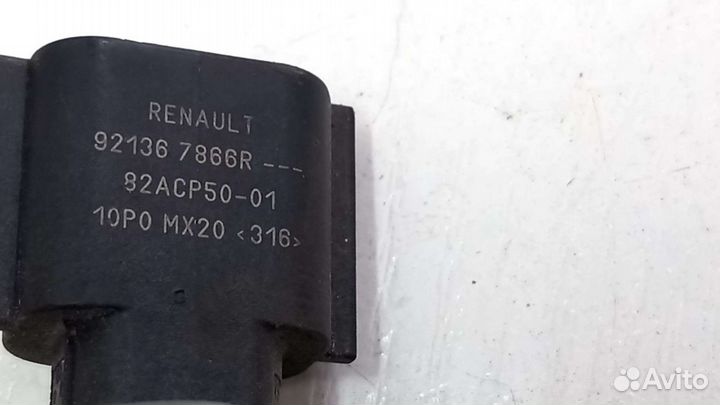 RENAULT
92136 7866R ---
82ACP50-01
10P0 MX20 <316>
Avito